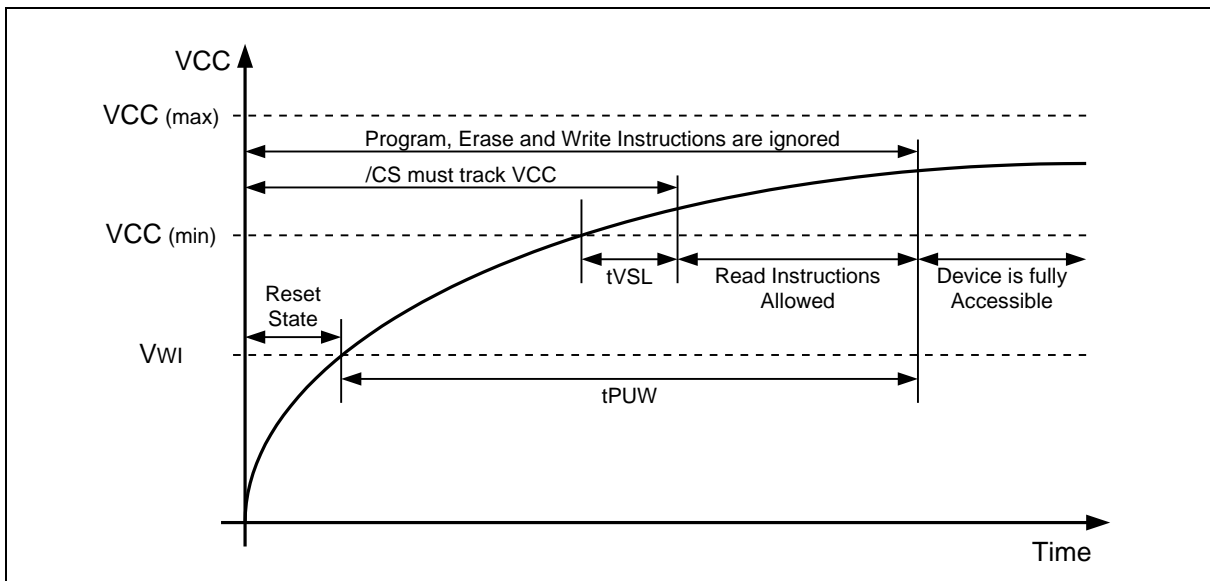 VCC
VCC (max)
Program, Erase and Write Instructions are ignored
/CS must track VCC
VCC (min)
tVSL
Read Instructions
Allowed
Device is fully
Accessible
Reset
State
VWI
tPUW
Time